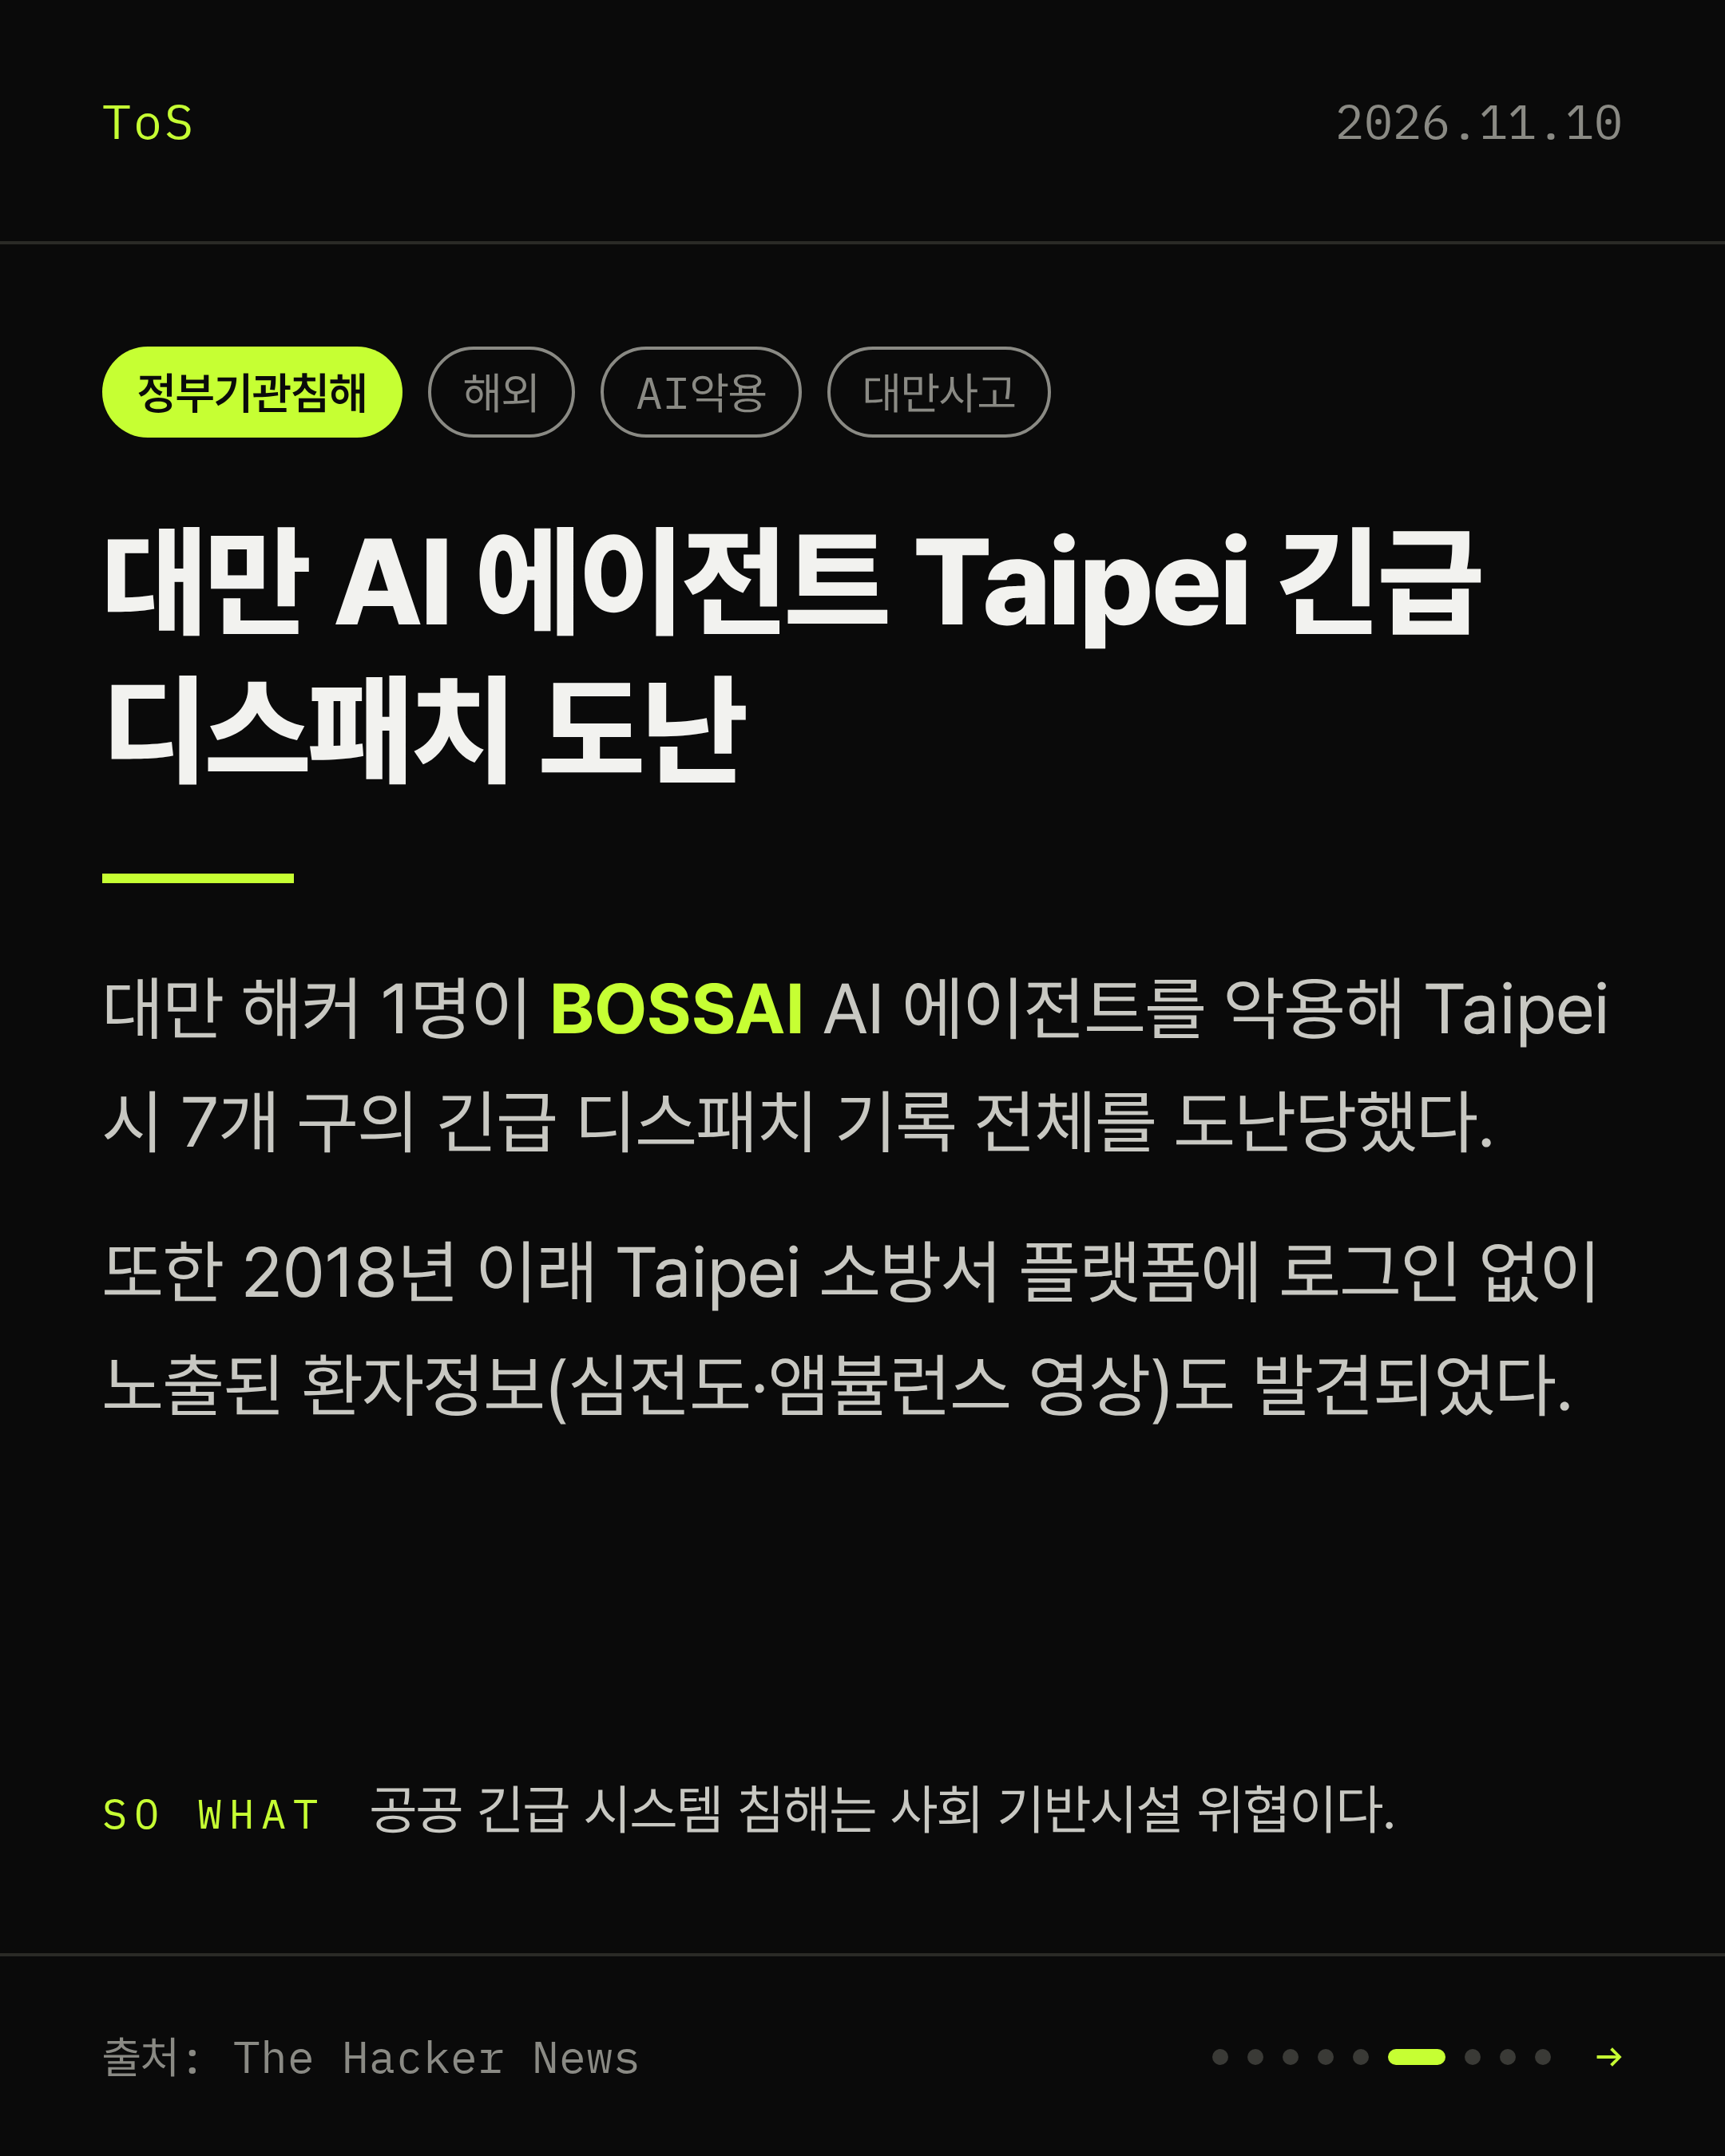 ToS
2026.11.10
정부기관침해 해외 AI악용 대만사고
대만 AI 에이전트 Taipei 긴급
디스패치 도난
대만 해커 1명이 BOSSAI AI 에이전트를 악용해 Taipei
시 7개 구의 긴급 디스패치 기록 전체를 도난당했다.
또한 2018년 이래 Taipei 소방서 플랫폼에 로그인 없이
노출된 환자정보(심전도·앰뷸런스 영상)도 발견되었다.
SO WHAT 공공 긴급 시스템 침해는 사회 기반시설 위협이다.
출처: The Hacker News →